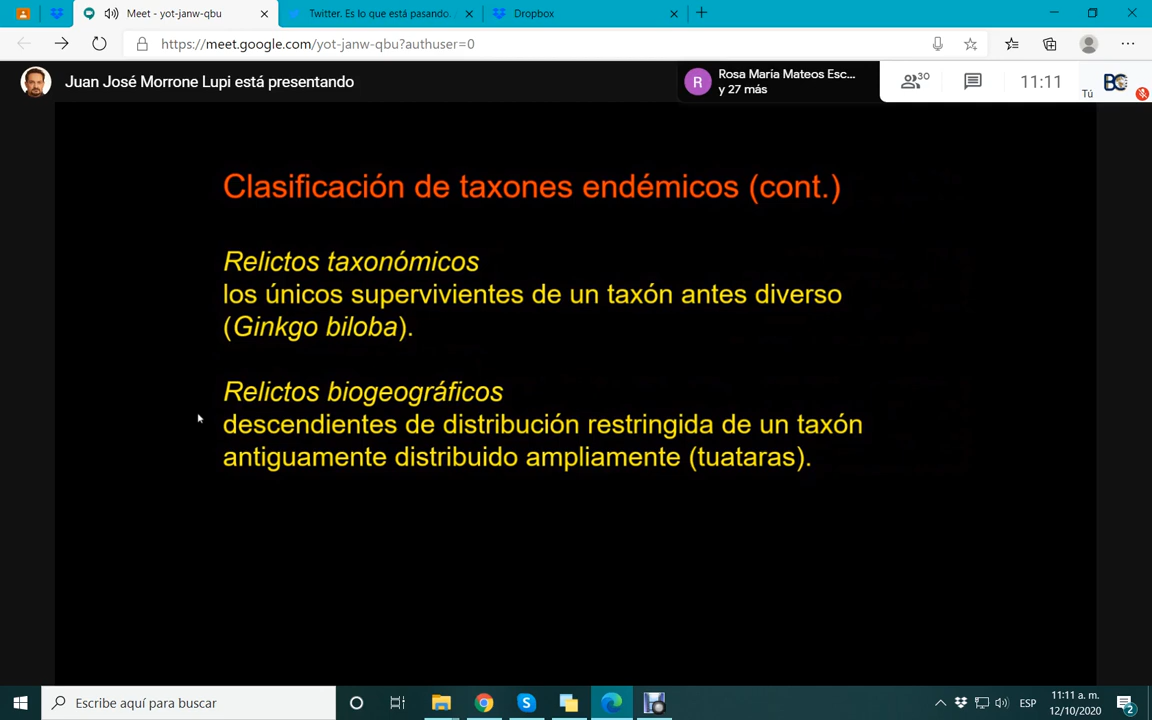 Meet - yot-janw-qbu
Twitter. Es lo que está pasando.
Dropbox
https://meet.google.com/yot-janw-qbu?authuser=0
Juan José Morrone Lupi está presentando
R
Rosa María Mateos Esc...
y 27 más
30
11:11
Tú
BC
Clasificación de taxones endémicos (cont.)
Relictos taxonómicos
los únicos supervivientes de un taxón antes diverso
(Ginkgo biloba).
Relictos biogeográficos
descendientes de distribución restringida de un taxón
antiguamente distribuido ampliamente (tuataras).
Escribe aquí para buscar
ESP
11:11 a. m.
12/10/2020
2